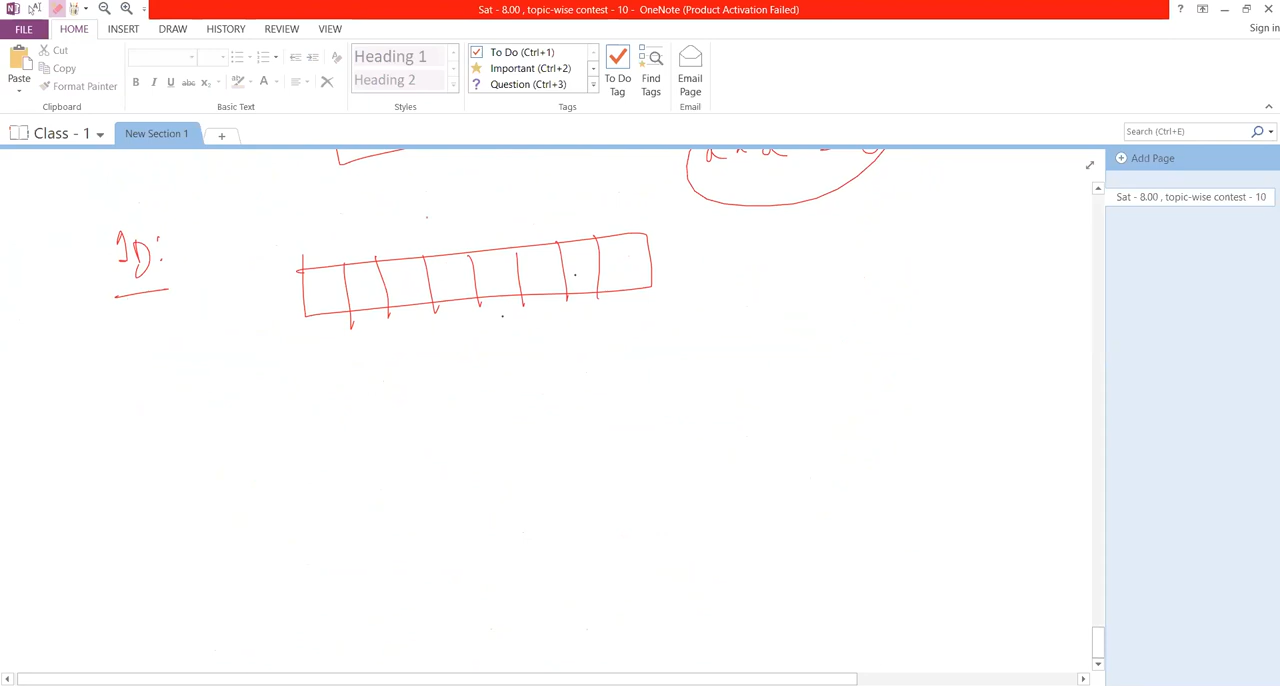 Sat - 8.00 , topic-wise contest - 10 - OneNote (Product Activation Failed)
FILE HOME INSERT DRAW HISTORY REVIEW VIEW Sign in
Paste Cut Copy Format Painter
B I U abc x₂ A
Heading 1
Heading 2
To Do (Ctrl+1)
Important (Ctrl+2)
Question (Ctrl+3)
To Do Tag
Find Tags
Email Page
Clipboard Basic Text Styles Tags Email
Class - 1 New Section 1 Search (Ctrl+E)
Add Page
Sat - 8.00 , topic-wise contest - 10
1D: